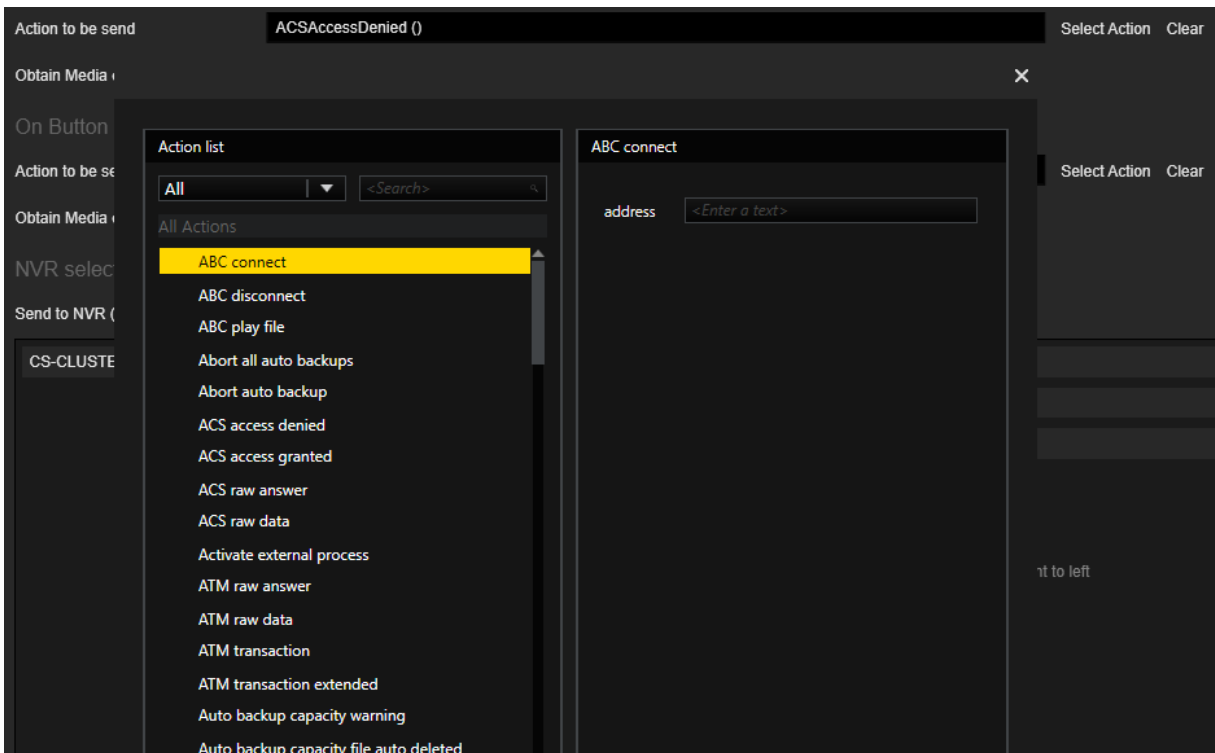 Action to be send ACSAccessDenied () Select Action Clear
Obtain Media
On Button
Action to be se Select Action Clear
Obtain Media
NVR selec
Send to NVR (
CS-CLUSTE
Action list
All <Search>
All Actions
ABC connect
ABC disconnect
ABC play file
Abort all auto backups
Abort auto backup
ACS access denied
ACS access granted
ACS raw answer
ACS raw data
Activate external process
ATM raw answer
ATM raw data
ATM transaction
ATM transaction extended
Auto backup capacity warning
Auto backup capacity file auto deleted
ABC connect
address <Enter a text>
nt to left